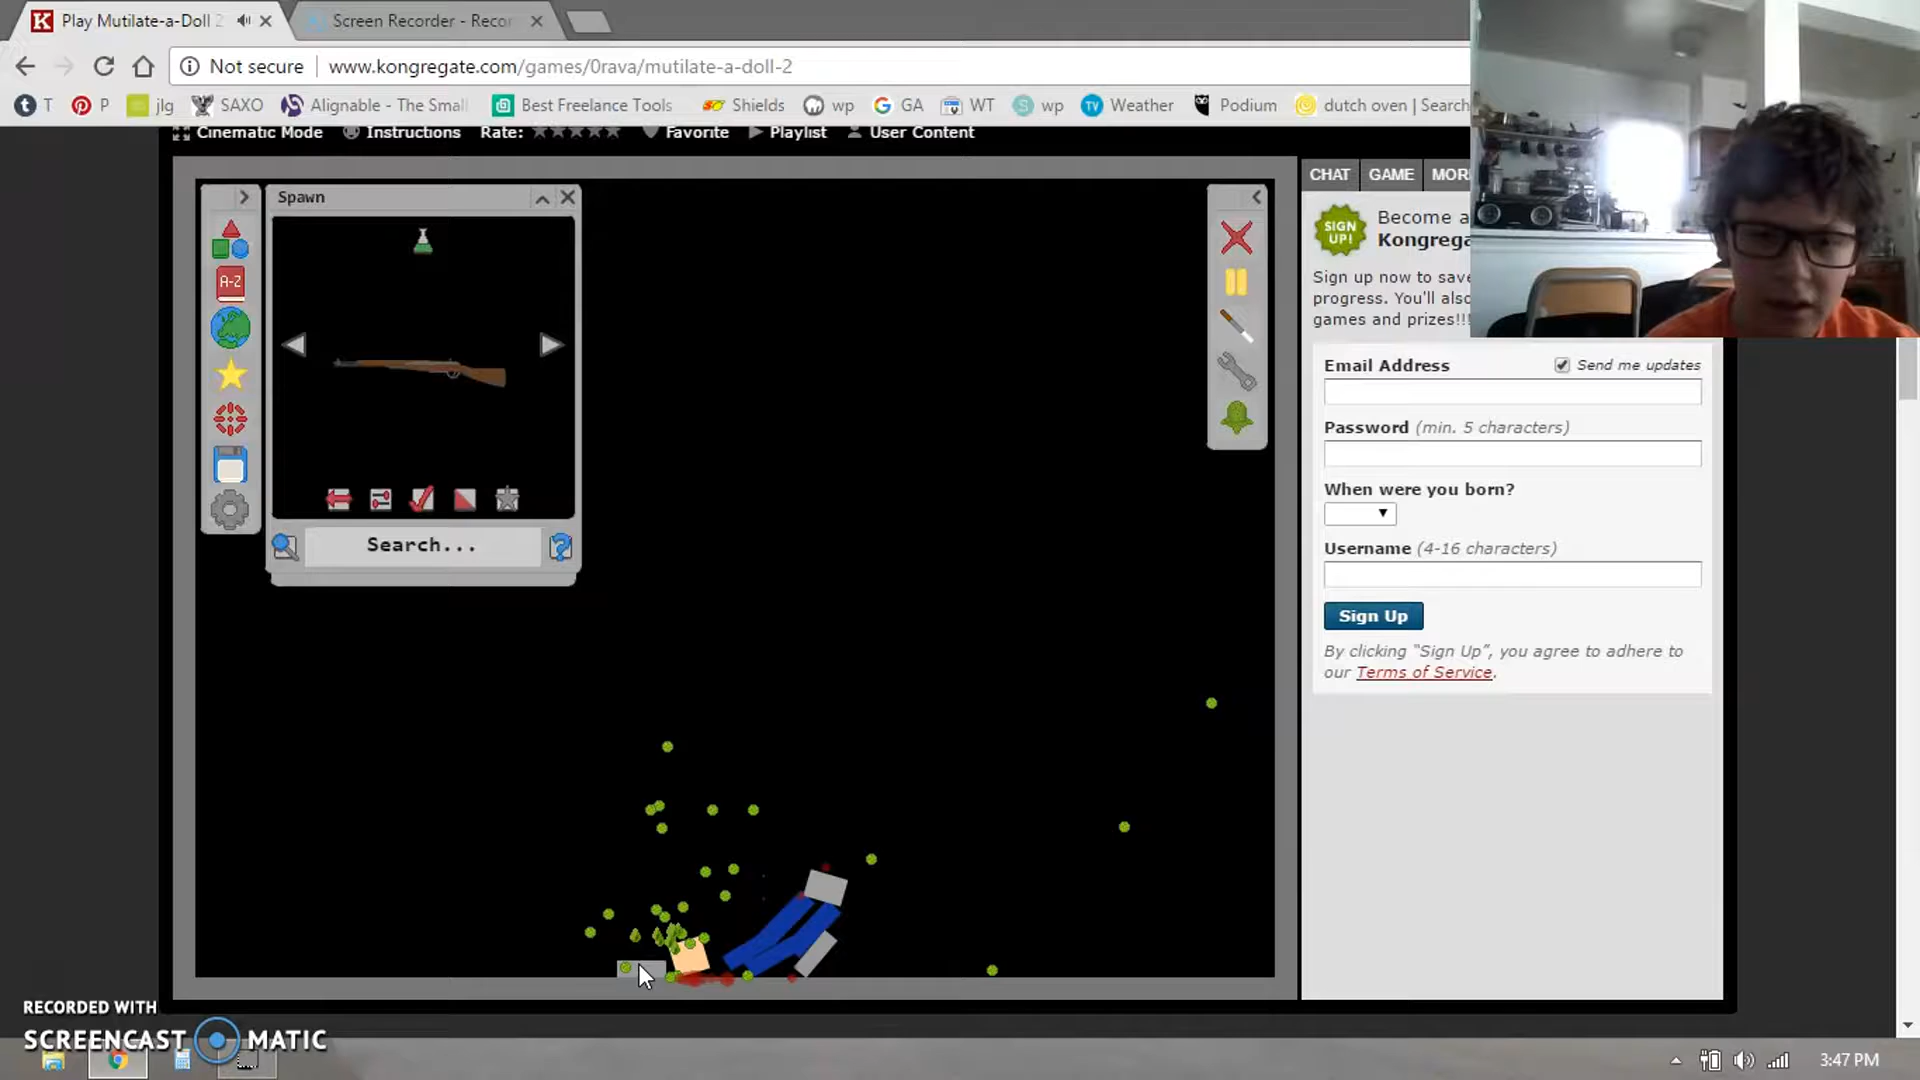 Play Mutilate-a-Doll 2
Screen Recorder - Recor
Not secure
www.kongregate.com/games/0rava/mutilate-a-doll-2
T
P
jlg
SAXO
Alignable - The Small
Best Freelance Tools
Shields
wp
GA
WT
wp
Weather
Podium
dutch oven | Search
Cinematic Mode
Instructions
Rate:
Favorite
Playlist
User Content
Spawn
A-Z
Search...
CHAT
GAME
MOR
SIGN UP!
Become a
Kongrega
Sign up now to save
progress. You'll also
games and prizes!!!
Email Address
Send me updates
Password (min. 5 characters)
When were you born?
Username (4-16 characters)
Sign Up
By clicking “Sign Up”, you agree to adhere to
our Terms of Service.
RECORDED WITH
SCREENCAST MATIC
3:47 PM